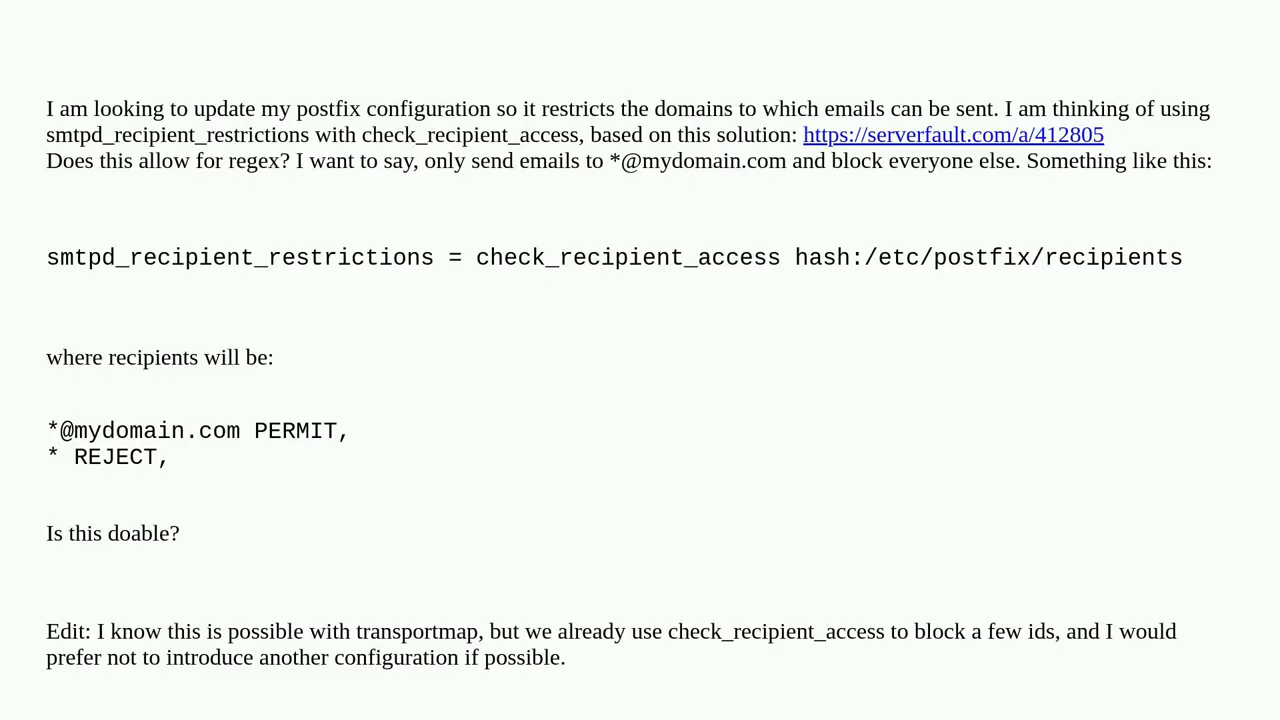 I am looking to update my postfix configuration so it restricts the domains to which emails can be sent. I am thinking of using
smtpd_recipient_restrictions with check_recipient_access, based on this solution: https://serverfault.com/a/412805
Does this allow for regex? I want to say, only send emails to *@mydomain.com and block everyone else. Something like this:
smtpd_recipient_restrictions = check_recipient_access hash:/etc/postfix/recipients
where recipients will be:
*@mydomain.com PERMIT,
* REJECT,
Is this doable?
Edit: I know this is possible with transportmap, but we already use check_recipient_access to block a few ids, and I would
prefer not to introduce another configuration if possible.